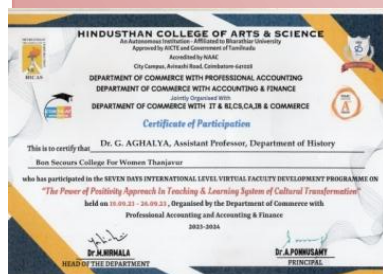 HINDUSTHAN COLLEGE OF ARTS & SCIENCE
An Autonomous Institution - Affiliated to Bharathiar University
Approved by AICTE and Government of Tamilnadu
Accredited by NAAC
City Campus, Avinashi Road, Coimbatore 641028
DEPARTMENT OF COMMERCE WITH PROFESSIONAL ACCOUNTING
DEPARTMENT OF COMMERCE WITH ACCOUNTING & FINANCE
Jointly Organised With
DEPARTMENT OF COMMERCE WITH IT & BI,CS,CA,IB & COMMERCE
Certificate of Participation
This is to certify that Dr. G. AGHALYA, Assistant Professor, Department of History
Bon Secours College For Women Thanjavur
who has participated in the SEVEN DAYS INTERNATIONAL LEVEL VIRTUAL FACULTY DEVELOPMENT PROGRAMME ON
"The Power of Positivity Approach in Teaching & Learning System of Cultural Transformation"
held on 19.09.23 - 26.09.23, Organised by the Department of Commerce with
Professional Accounting and Accounting & Finance
2023-2024
Dr.M.NIRMALA
HEAD OF THE DEPARTMENT
Dr.A.PONNUSAMY
PRINCIPAL